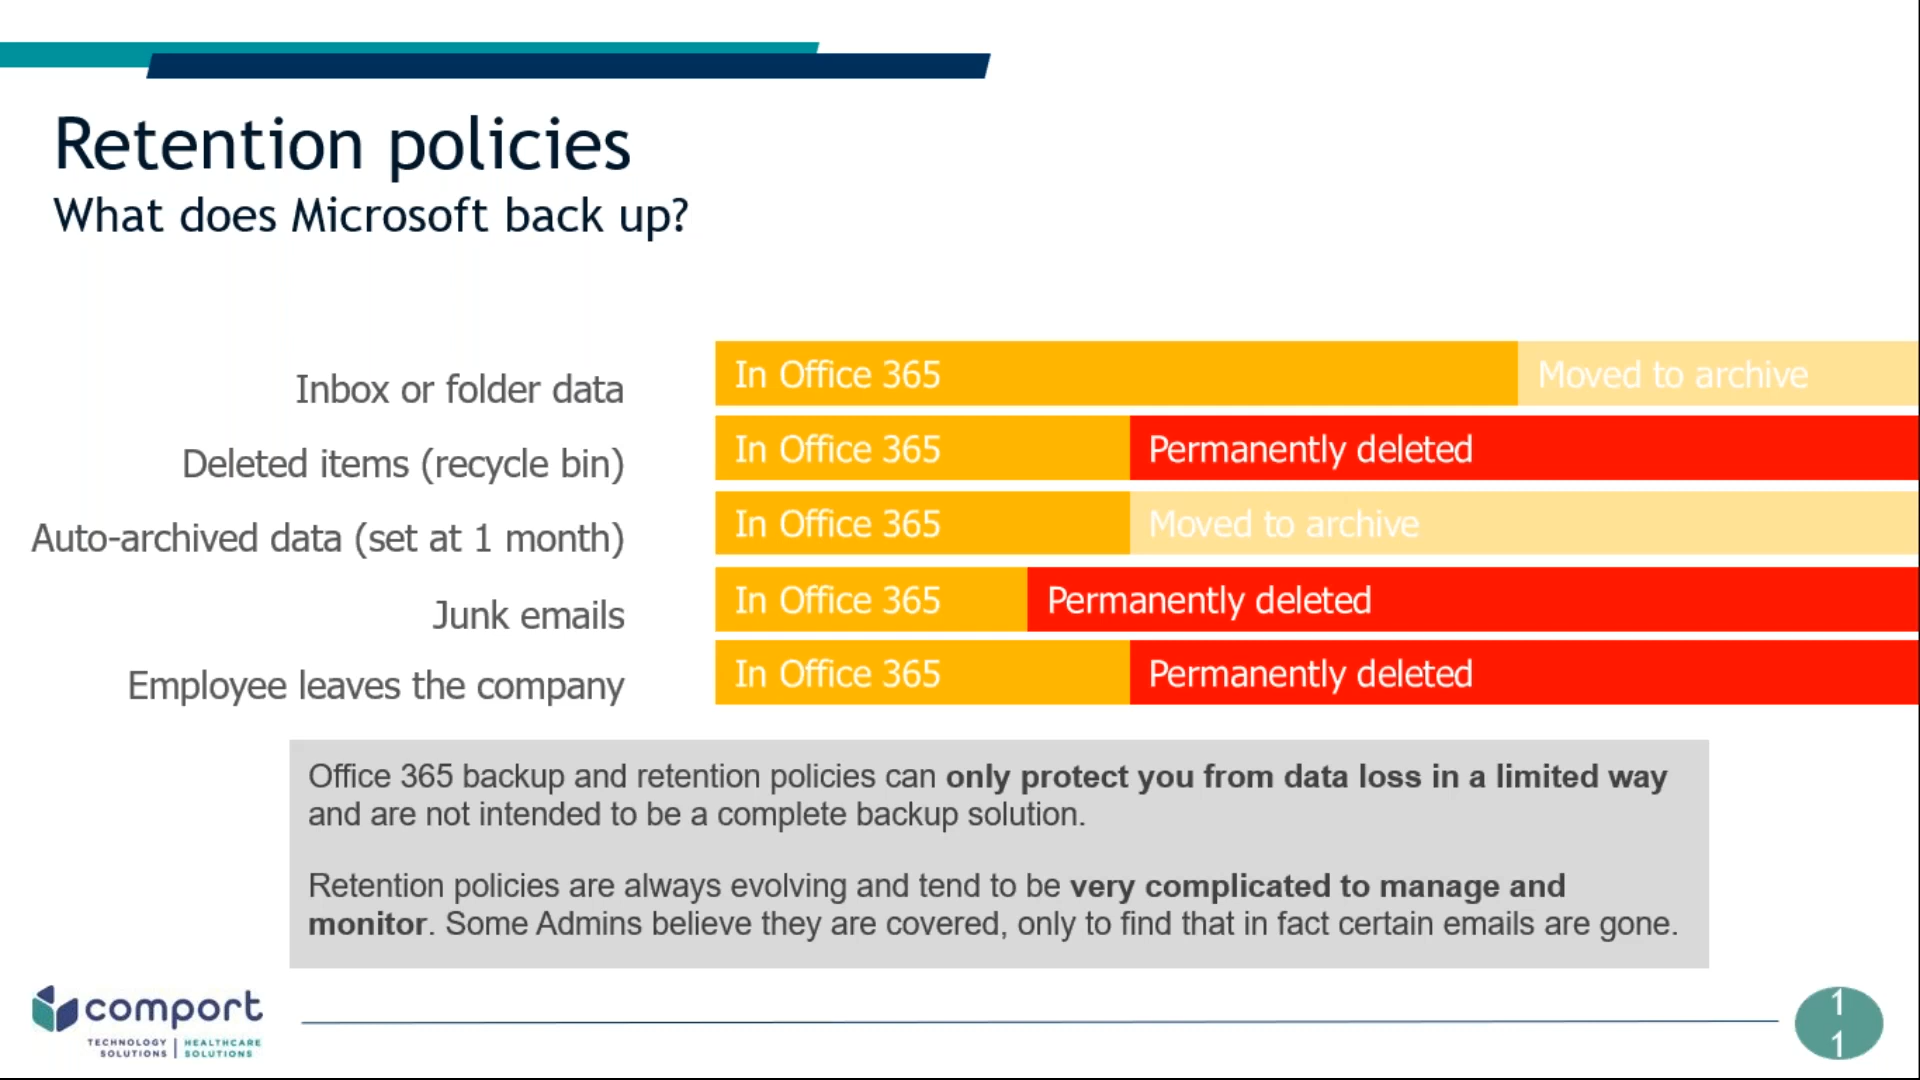 Retention policies
What does Microsoft back up?
Inbox or folder data
In Office 365
Moved to archive
Deleted items (recycle bin)
In Office 365
Permanently deleted
Auto-archived data (set at 1 month)
In Office 365
Moved to archive
Junk emails
In Office 365
Permanently deleted
Employee leaves the company
In Office 365
Permanently deleted
Office 365 backup and retention policies can only protect you from data loss in a limited way
and are not intended to be a complete backup solution.
Retention policies are always evolving and tend to be very complicated to manage and
monitor. Some Admins believe they are covered, only to find that in fact certain emails are gone.
comport
TECHNOLOGY SOLUTIONS | HEALTHCARE SOLUTIONS
1
1